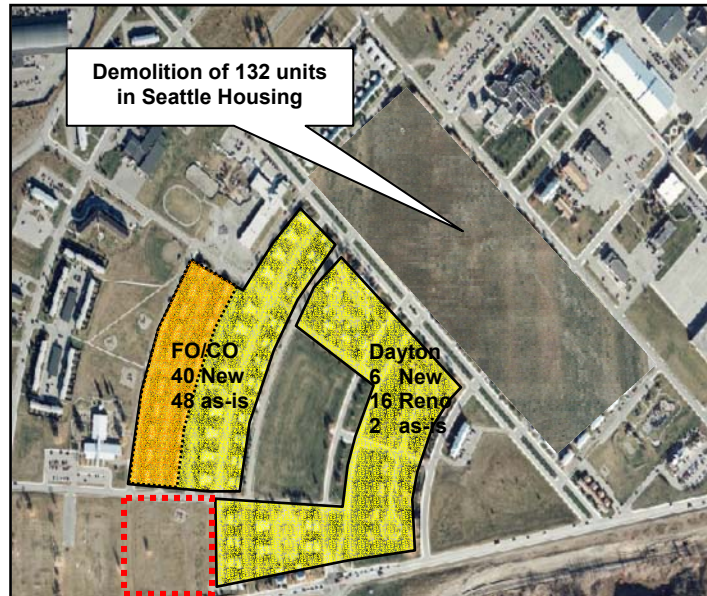 Demolition of 132 units
in Seattle Housing
FO/CO
40 New
48 as-is
Dayton
6 New
16 Reno
2 as-is